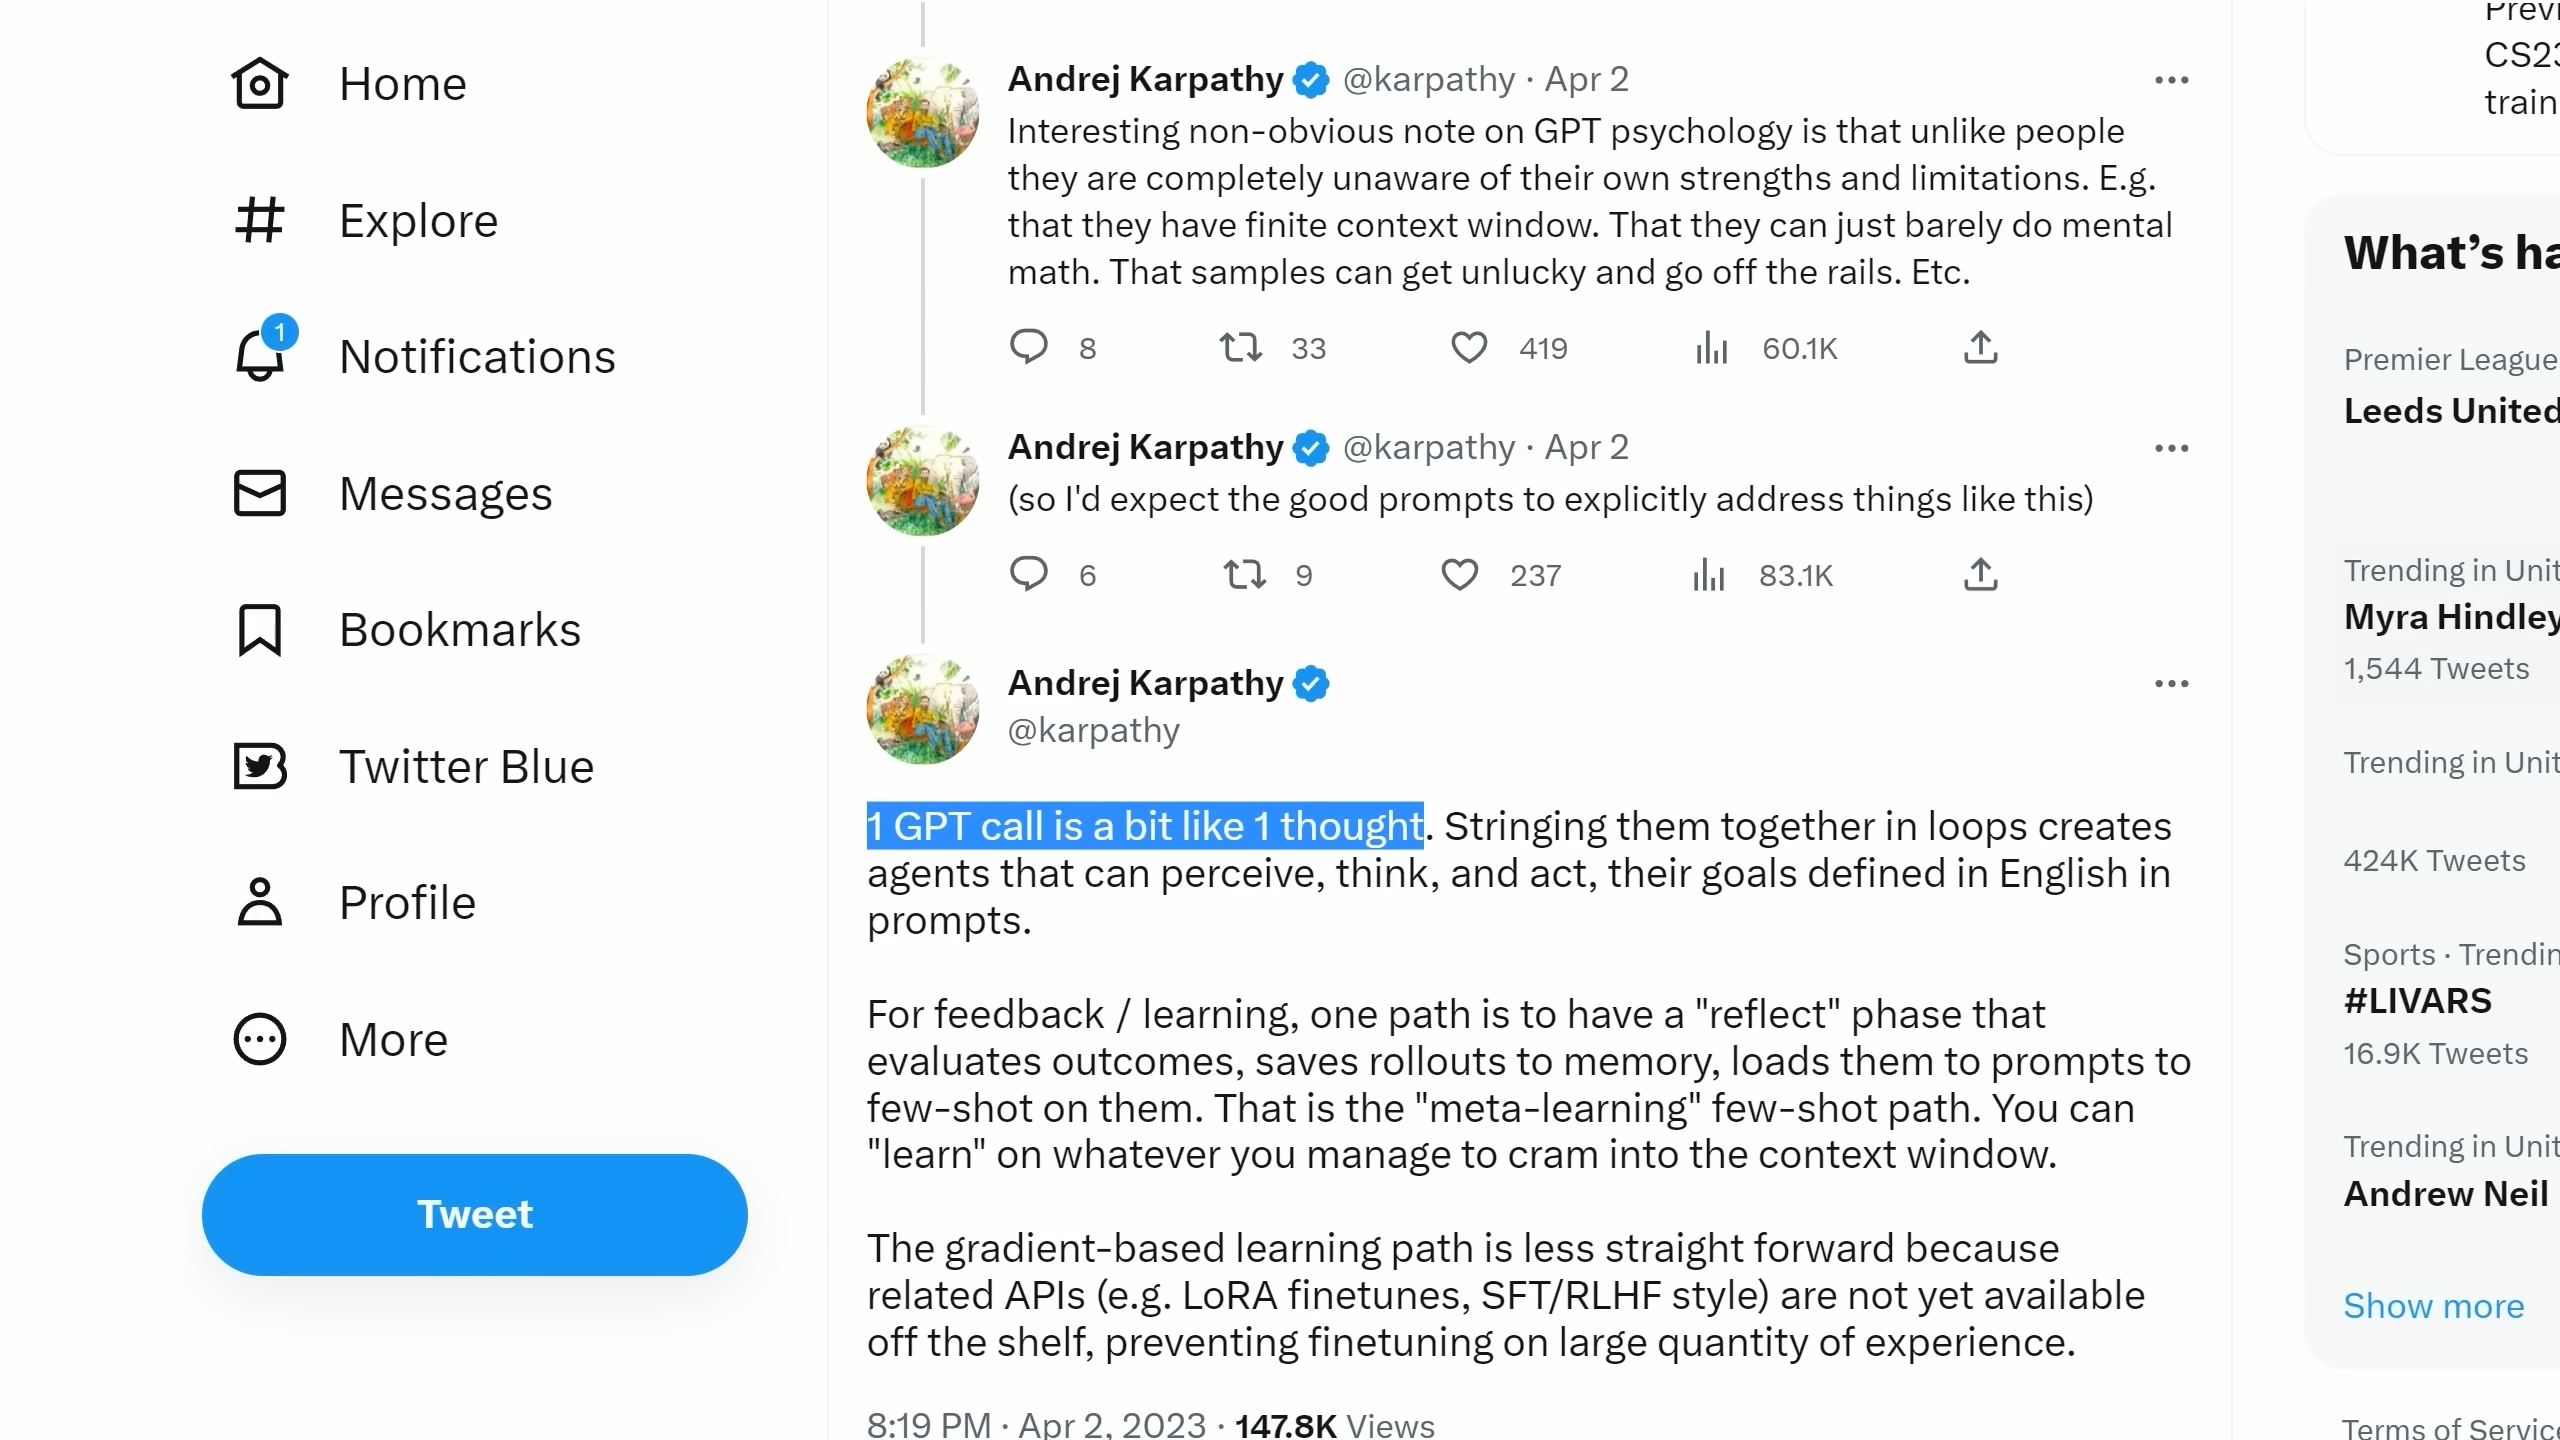 Home
Explore
1
Notifications
Messages
Bookmarks
Twitter Blue
Profile
More
Tweet
Andrej Karpathy @karpathy · Apr 2
Interesting non-obvious note on GPT psychology is that unlike people
they are completely unaware of their own strengths and limitations. E.g.
that they have finite context window. That they can just barely do mental
math. That samples can get unlucky and go off the rails. Etc.
8 33 419 60.1K
Andrej Karpathy @karpathy · Apr 2
(so I'd expect the good prompts to explicitly address things like this)
6 9 237 83.1K
Andrej Karpathy
@karpathy
1 GPT call is a bit like 1 thought. Stringing them together in loops creates
agents that can perceive, think, and act, their goals defined in English in
prompts.
For feedback / learning, one path is to have a "reflect" phase that
evaluates outcomes, saves rollouts to memory, loads them to prompts to
few-shot on them. That is the "meta-learning" few-shot path. You can
"learn" on whatever you manage to cram into the context window.
The gradient-based learning path is less straight forward because
related APIs (e.g. LoRA finetunes, SFT/RLHF style) are not yet available
off the shelf, preventing finetuning on large quantity of experience.
8:19 PM · Apr 2, 2023 · 147.8K Views
train
What's
Premier League
Leeds United
Trending in
Myra Hindley
1,544 Tweets
Trending in
424K Tweets
Sports ·
#LIVARS
16.9K Tweets
Trending in
Andrew Neil
Show more
Terms of